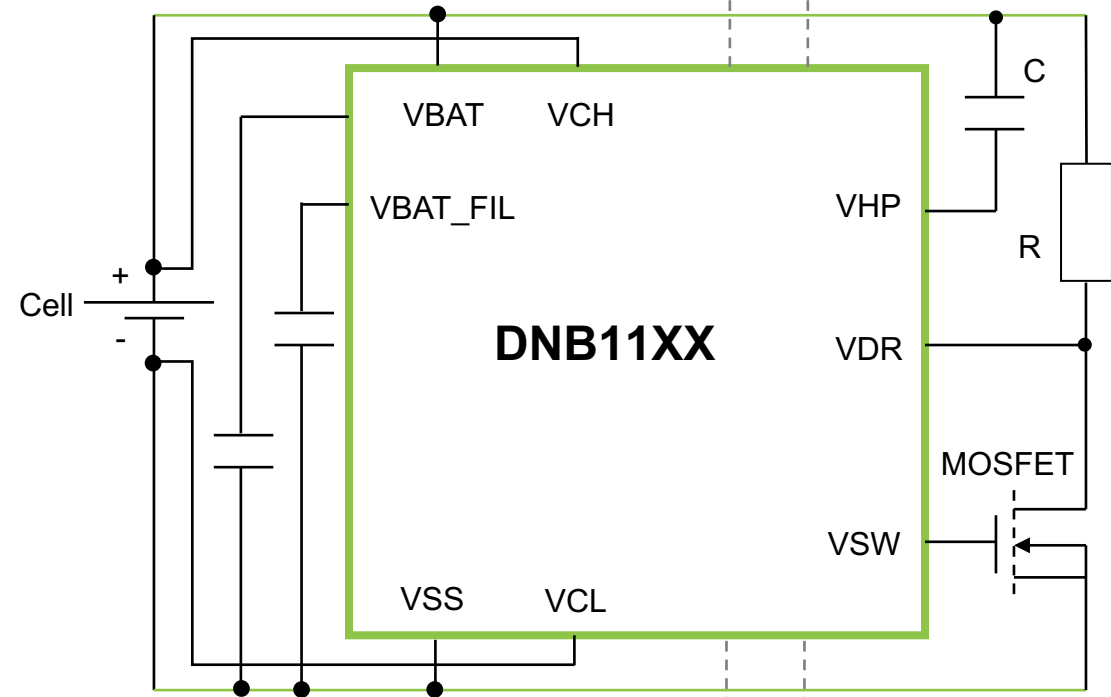 C
VBAT
VCH
VBAT_FIL
VHP
R
+
Cell
-
DNB11XX
VDR
MOSFET
VSW
VSS
VCL